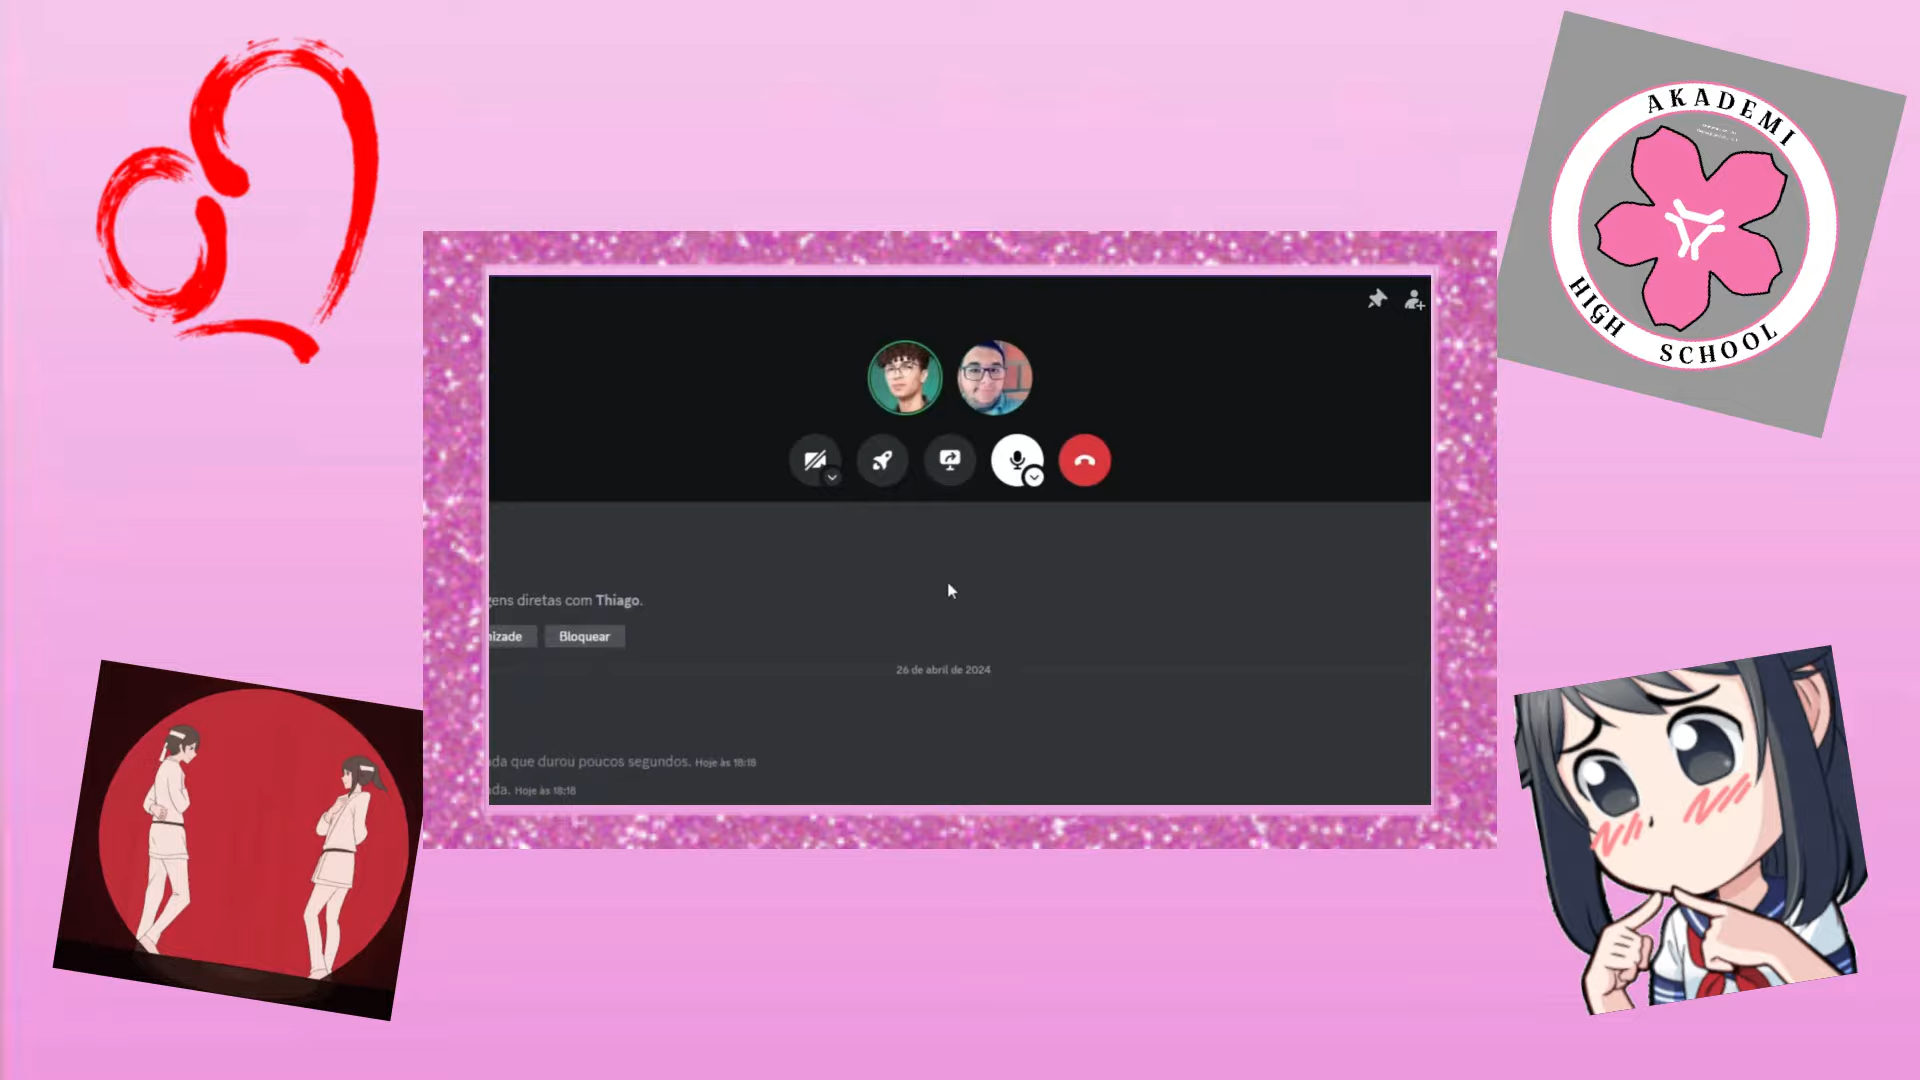 AKADEMI
HIGH SCHOOL
gens diretas com Thiago.
nizade Bloquear
26 de abril de 2024
da que durou poucos segundos. Hoje às 18:18
da. Hoje às 18:18